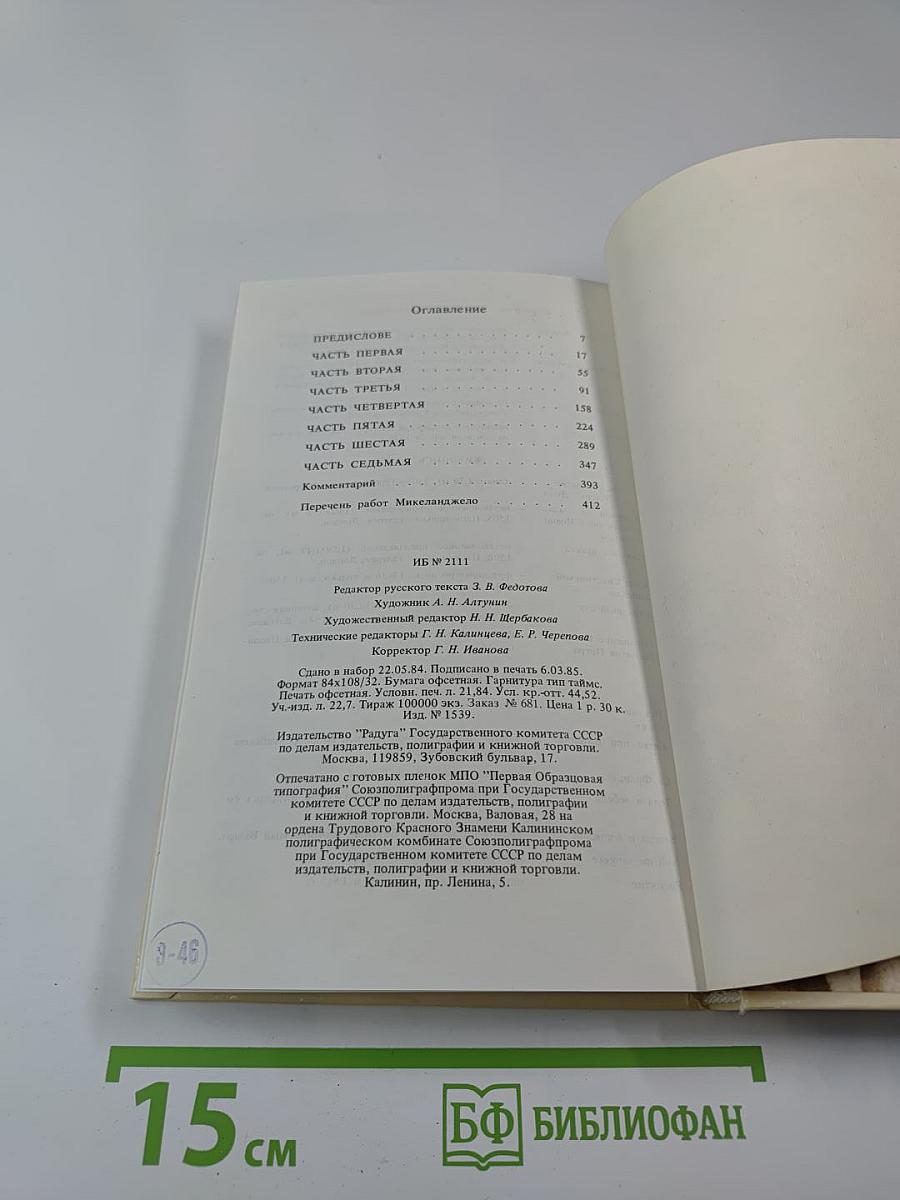 Оглавление
ПРЕДИСЛОВЕ . . . . . . . . . . . . 7
ЧАСТЬ ПЕРВАЯ . . . . . . . . . . . 17
ЧАСТЬ ВТОРАЯ . . . . . . . . . . . 55
ЧАСТЬ ТРЕТЬЯ . . . . . . . . . . . 91
ЧАСТЬ ЧЕТВЕРТАЯ . . . . . . . . . . 158
ЧАСТЬ ПЯТАЯ . . . . . . . . . . . . 224
ЧАСТЬ ШЕСТАЯ . . . . . . . . . . . 289
ЧАСТЬ СЕДЬМАЯ . . . . . . . . . . 347
Комментарий . . . . . . . . . . . . 393
Перечень работ Микеланджело . . . . . 412
ИБ № 2111
Редактор русского текста З. В. Федотова
Художник А. Н. Алтунин
Художественный редактор Н. Н. Щербакова
Технические редакторы Г. Н. Калинцева, Е. Р. Черепова
Корректор Г. Н. Иванова
Сдано в набор 22.05.84. Подписано в печать 6.03.85.
Формат 84х108/32. Бумага офсетная. Гарнитура тип таймс.
Печать офсетная. Условн. печ. л. 21,84. Усл. кр.-отт. 44,52.
Уч.-изд. л. 22,7. Тираж 100000 экз. Заказ № 681. Цена 1 р. 30 к.
Изд. № 1539.
Издательство "Радуга" Государственного комитета СССР
по делам издательств, полиграфии и книжной торговли.
Москва, 119859, Зубовский бульвар, 17.
Отпечатано с готовых пленок МПО "Первая Образцовая
типография" Союзполиграфпрома при Государственном
комитете СССР по делам издательств, полиграфии
и книжной торговли. Москва, Валовая, 28 на
ордена Трудового Красного Знамени Калининском
полиграфическом комбинате Союзполиграфпрома
при Государственном комитете СССР по делам
издательств, полиграфии и книжной торговли.
Калинин, пр. Ленина, 5.
Э-46
15 см
БФ БИБЛИОФАН